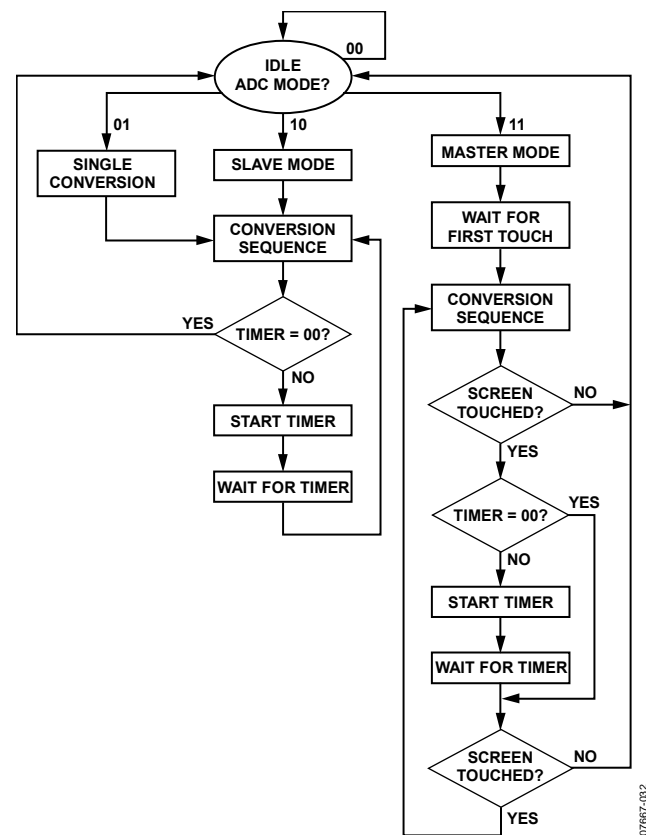 00
IDLE
ADC MODE?
01
10
11
SINGLE
CONVERSION
SLAVE MODE
CONVERSION
SEQUENCE
YES
TIMER = 00?
NO
START TIMER
WAIT FOR TIMER
MASTER MODE
WAIT FOR
FIRST TOUCH
CONVERSION
SEQUENCE
SCREEN
TOUCHED?
NO
YES
TIMER = 00?
YES
NO
START TIMER
WAIT FOR TIMER
SCREEN
TOUCHED?
NO
YES
07667-032